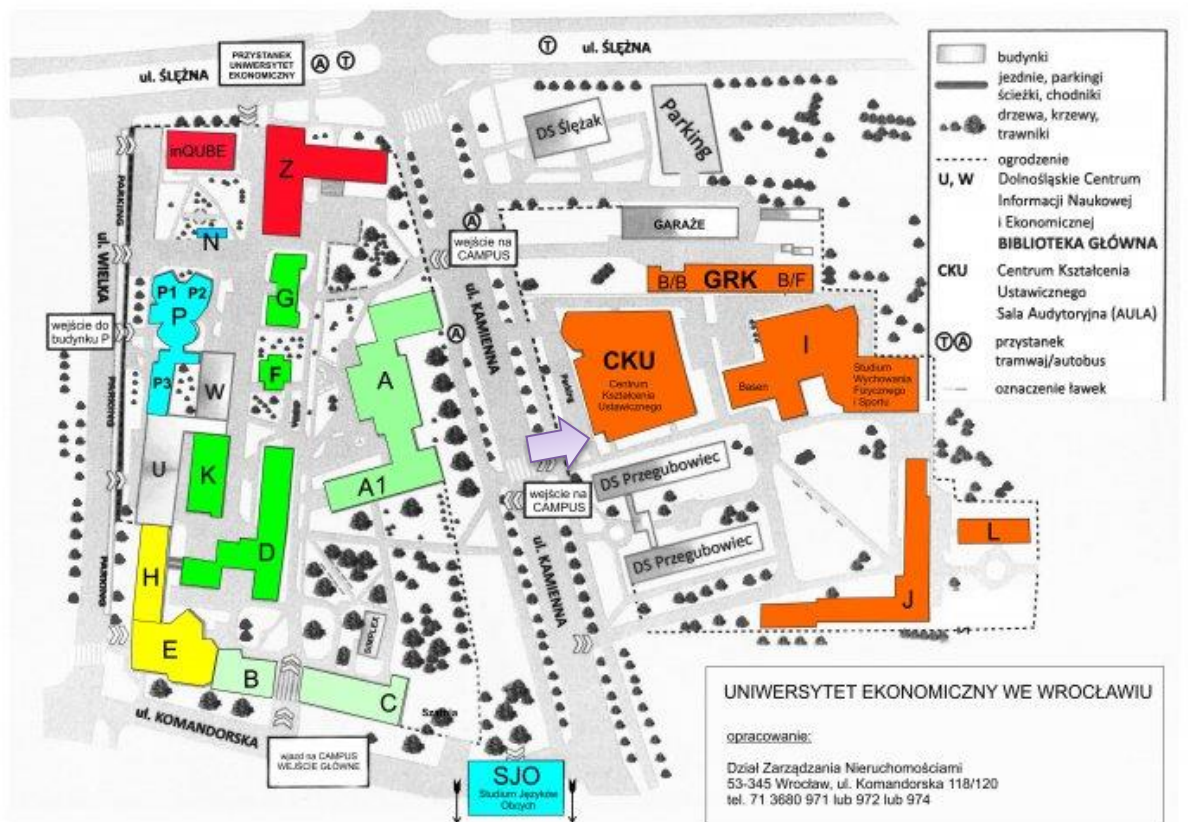 PRZYSTANEK
UNIWERSYTET
EKONOMICZNY
A T
T
ul. ŚLĘŻNA
ul. ŚLĘŻNA
budynki
jezdnie, parkingi
ścieżki, chodniki
drzewa, krzewy,
trawniki
ogrodzenie
U, W Dolnośląskie Centrum
Informacji Naukowej
i Ekonomicznej
BIBLIOTEKA GŁÓWNA
CKU Centrum Kształcenia
Ustawicznego
Sala Audytoryjna (AULA)
TA przystanek
tramwaj/autobus
oznaczenie ławek
inQUBE
Z
DS Ślężak
Parking
PARKING
N
A
wejście na
CAMPUS
GARAŻE
ul. WIELKA
P1 P2
P
G
B/B GRK B/F
wejście do
budynku P
ul. KAMIENNA
A
CKU
Centrum
Kształcenia
Ustawicznego
Parking
I
Basen
Studium
Wychowania
Fizycznego
i Sportu
P3
W
F
A
PARKING
U
K
A1
DS Przegubowiec
wejście na
CAMPUS
DS Przegubowiec
D
H
PARKING
ul. KAMIENNA
L
J
E
B
SIMPLEX
C
Szatnia
ul. KOMANDORSKA
wjazd na CAMPUS
WEJŚCIE GŁÓWNE
SJO
Studium Języków
Obcych
UNIWERSYTET EKONOMICZNY WE WROCŁAWIU
opracowanie:
Dział Zarządzania Nieruchomościami
53-345 Wrocław, ul. Komandorska 118/120
tel. 71 3680 971 lub 972 lub 974